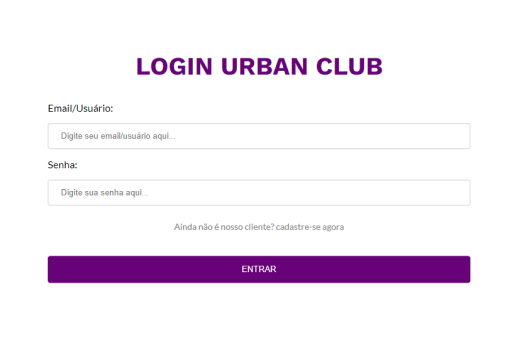 LOGIN URBAN CLUB
Email/Usuário:
Digite seu email/usuário aqui...
Senha:
Digite sua senha aqui...
Ainda não é nosso cliente? cadastre-se agora
ENTRAR